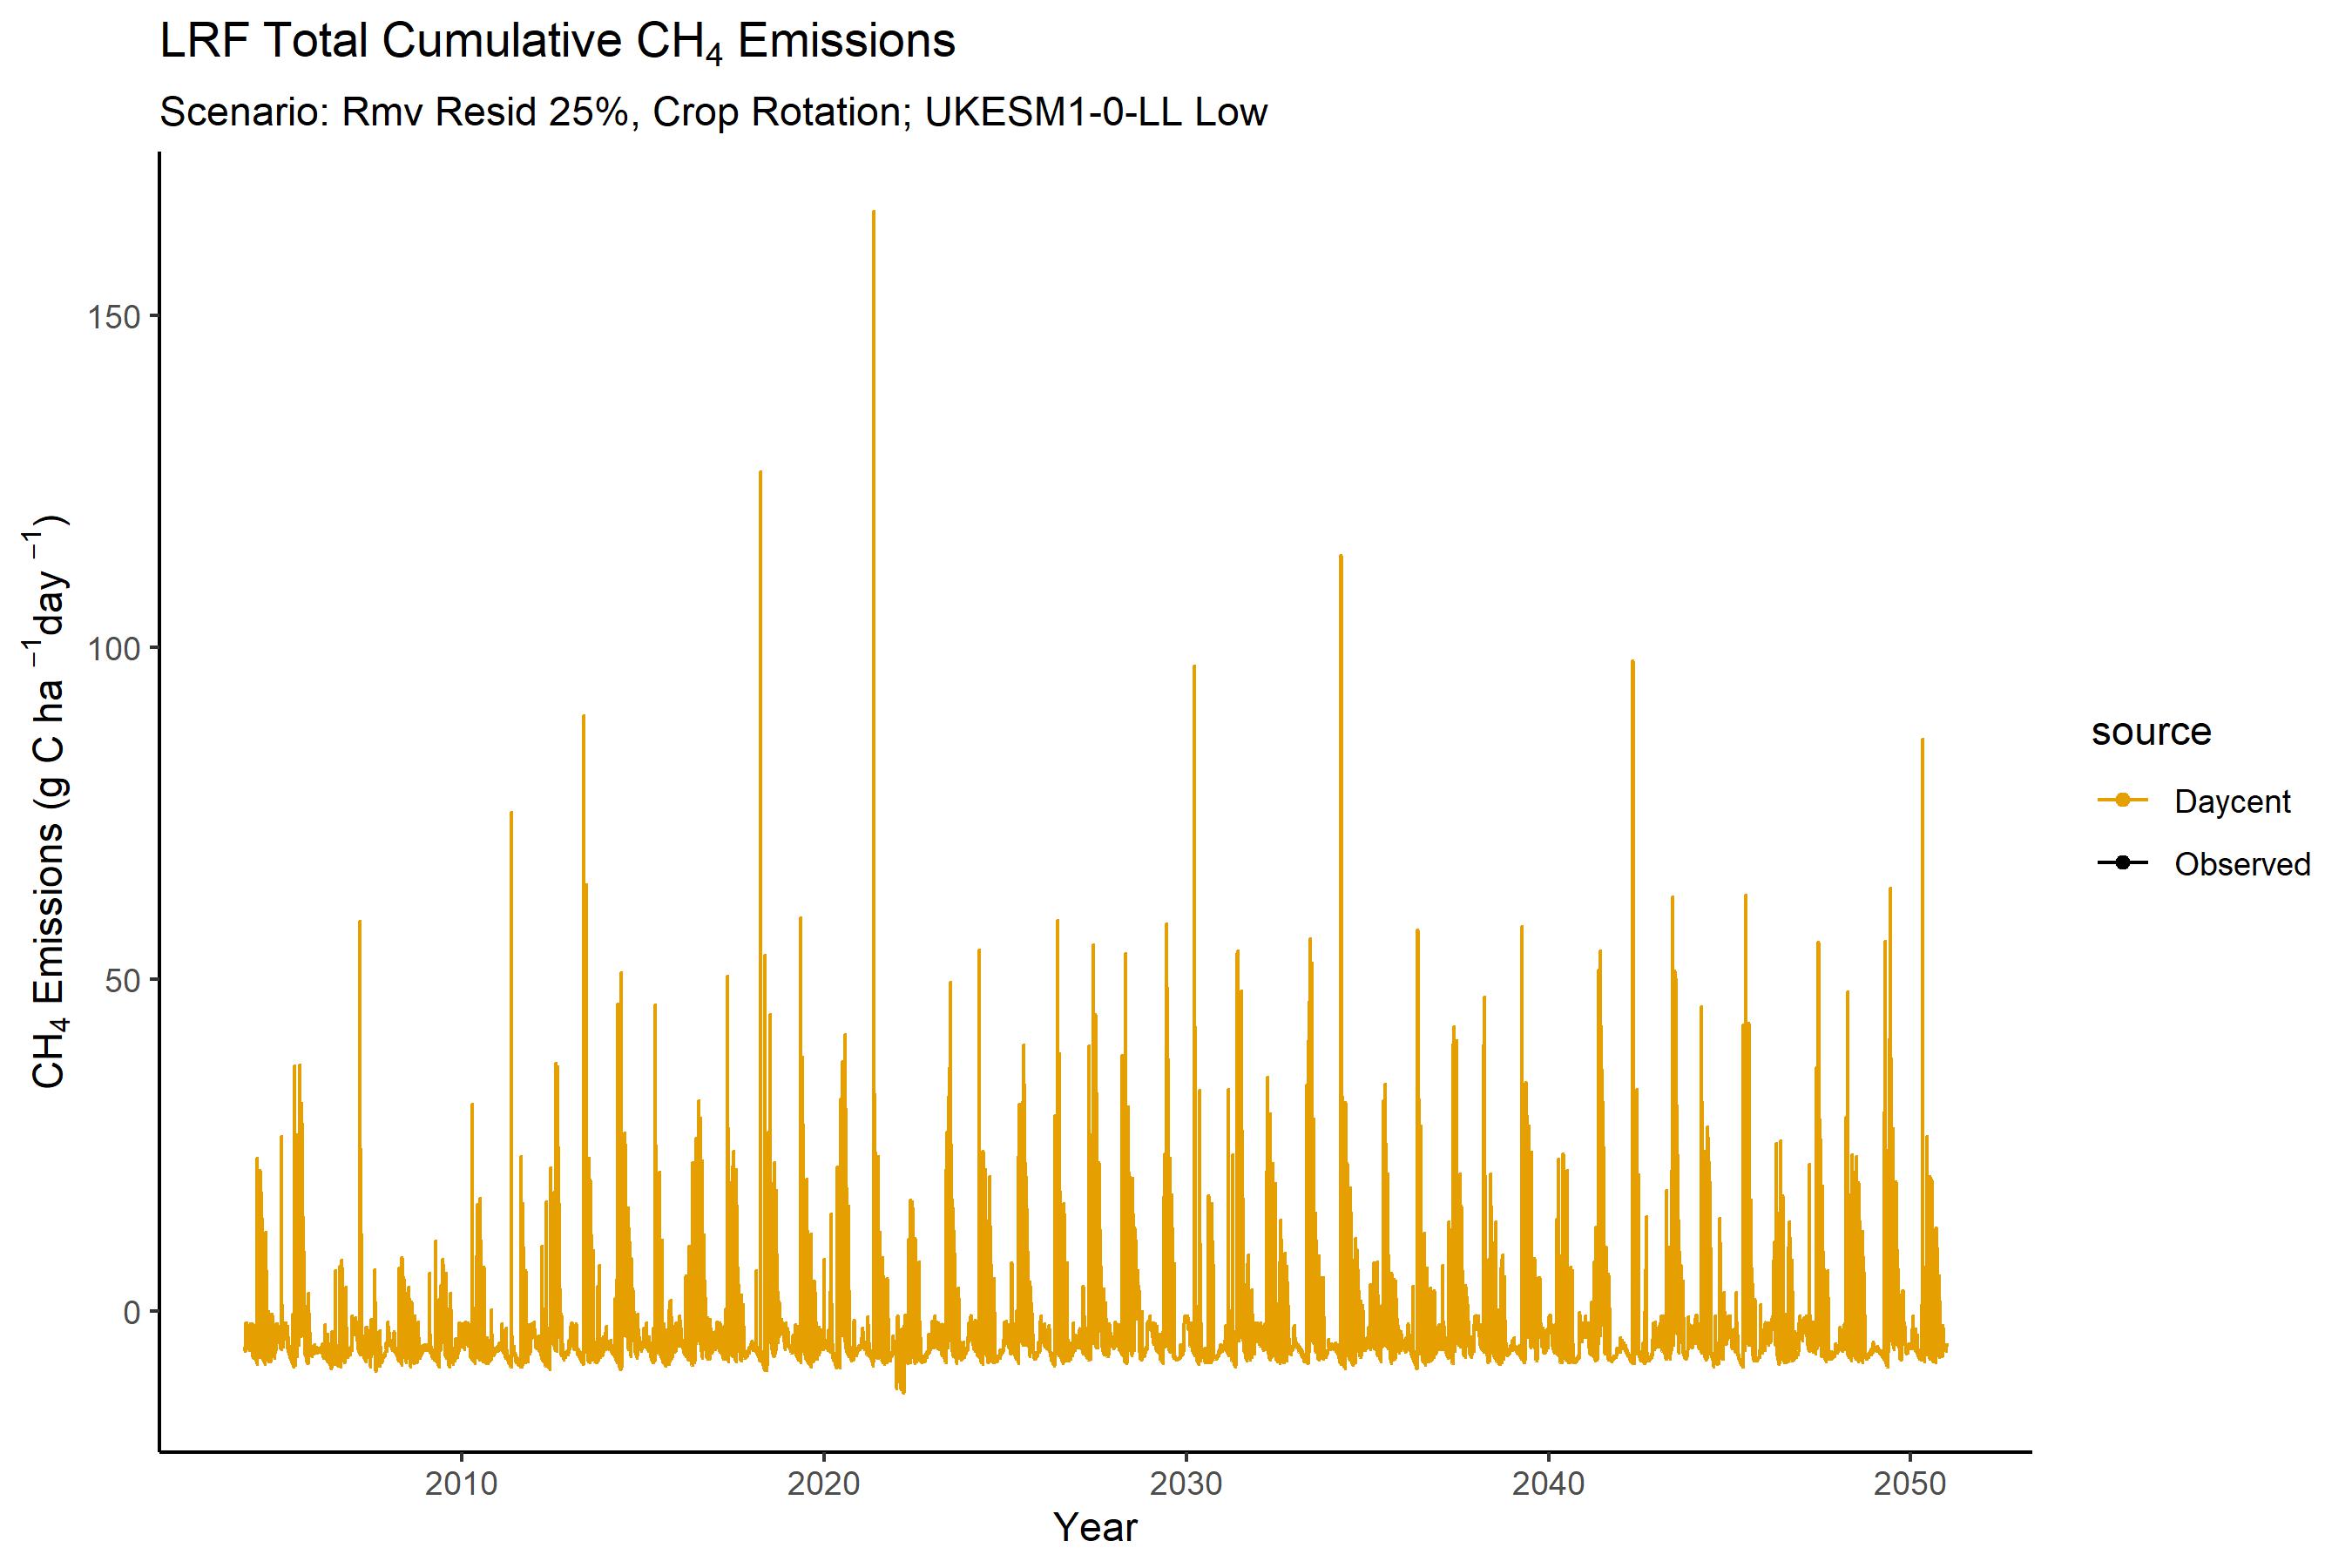 LRF Total Cumulative CH₄ Emissions
Scenario: Rmv Resid 25%, Crop Rotation; UKESM1-0-LL Low
CH₄ Emissions (g C ha ⁻¹day ⁻¹)
150
100
50
0
2010 2020 2030 2040 2050
Year
source
Daycent
Observed